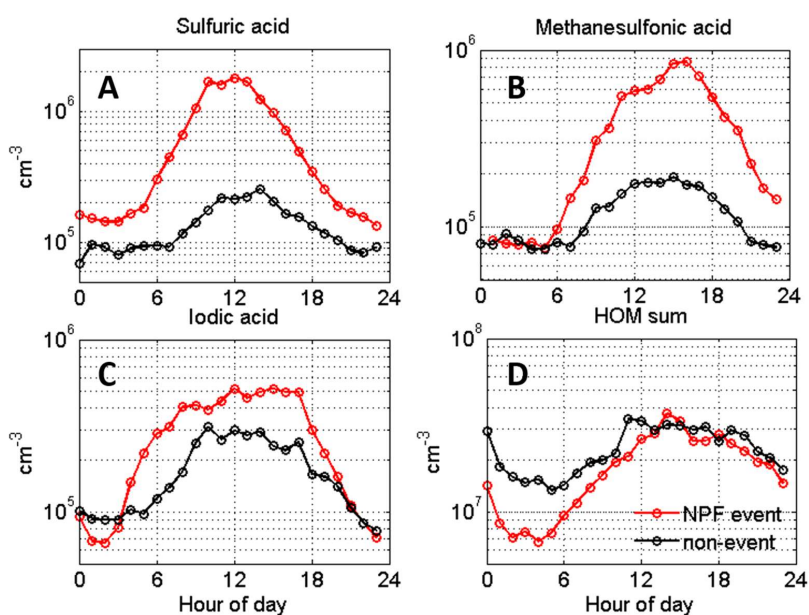 Sulfuric acid
Methanesulfonic acid
A
B
10^6
10^5
cm^-3
0 6 12 18 24
10^6
10^5
cm^-3
0 6 12 18 24
Iodic acid
HOM sum
C
D
10^6
10^5
cm^-3
0 6 12 18 24
Hour of day
10^8
10^7
cm^-3
NPF event
non-event
0 6 12 18 24
Hour of day